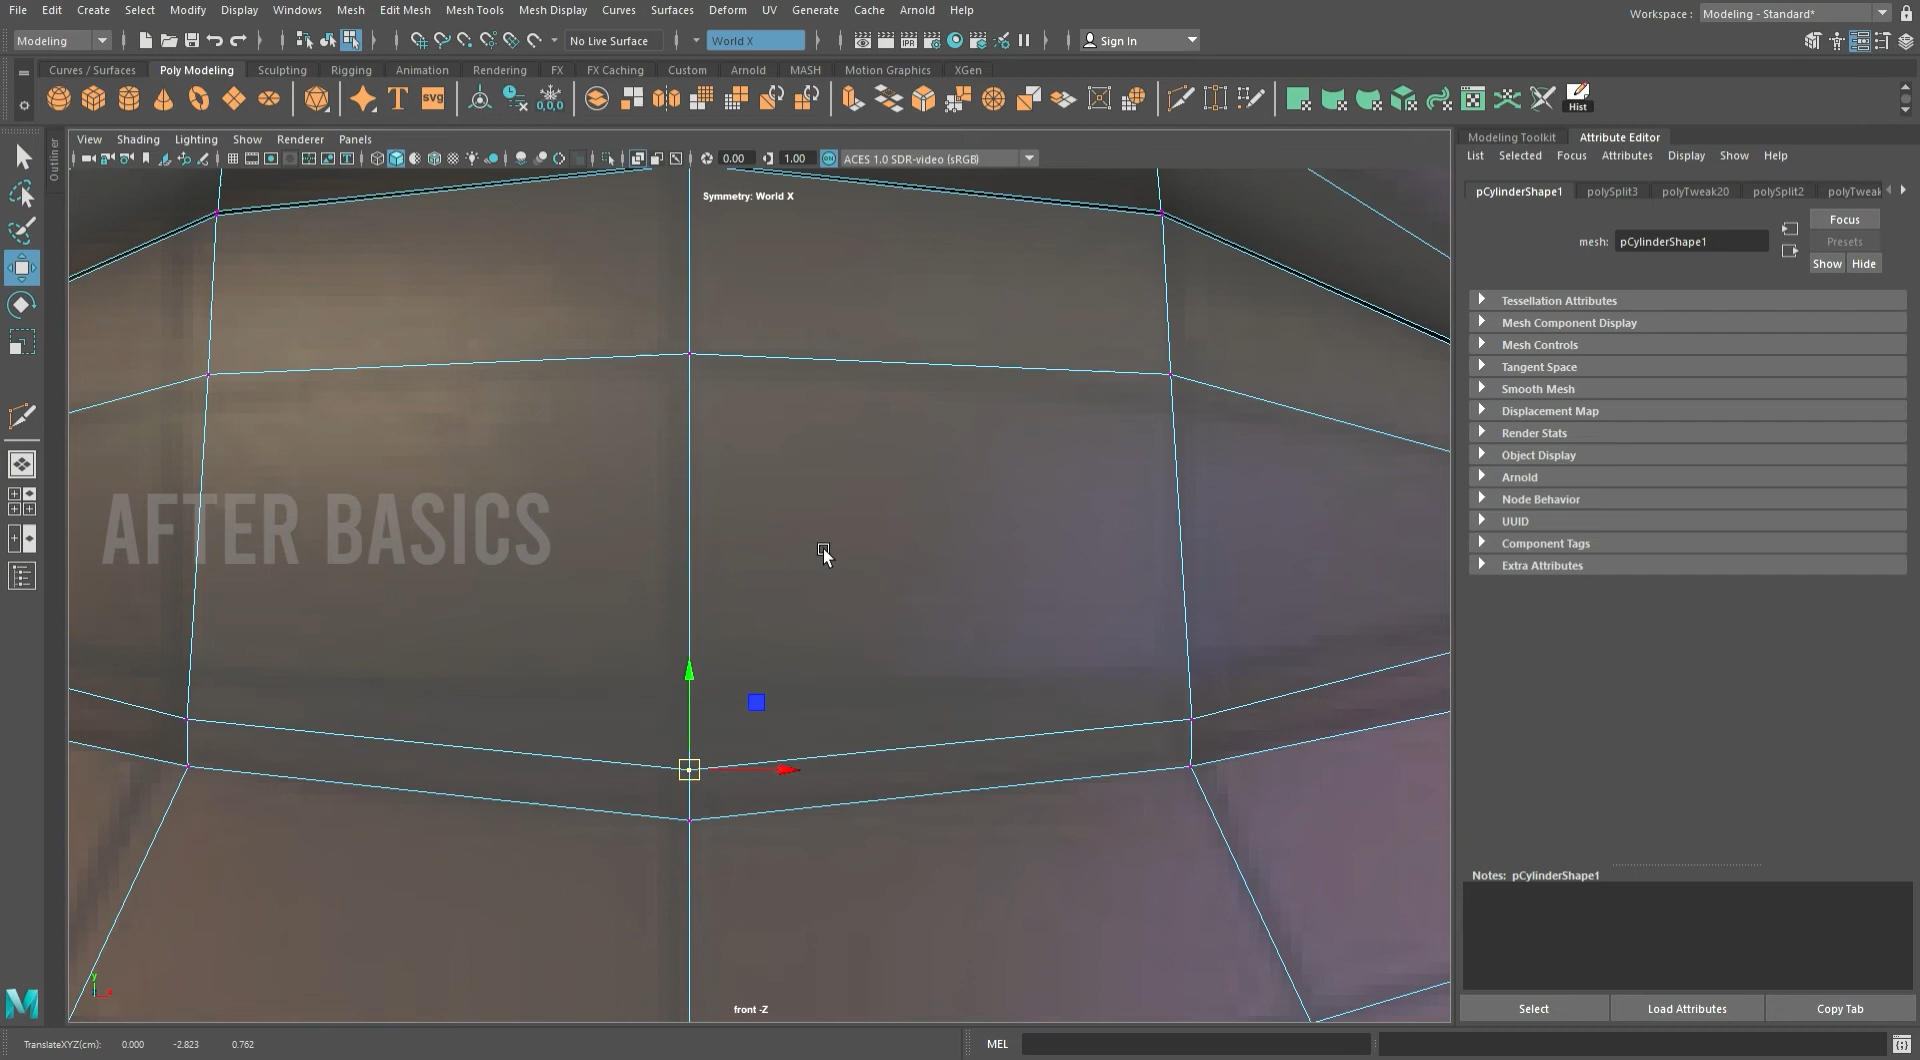 File Edit Create Select Modify Display Windows Mesh Edit Mesh Mesh Tools Mesh Display Curves Surfaces Deform UV Generate Cache Arnold Help
Workspace : Modeling - Standard*
Modeling No Live Surface World X Sign In
Curves / Surfaces Poly Modeling Sculpting Rigging Animation Rendering FX FX Caching Custom Arnold MASH Motion Graphics XGen
T SVG 0,0,0 Hist
IPR
Outliner
View Shading Lighting Show Renderer Panels
0.00 1.00 ON ACES 1.0 SDR-video (sRGB)
Symmetry: World X
AFTER BASICS
front -Z
y
x
Modeling Toolkit Attribute Editor
List Selected Focus Attributes Display Show Help
pCylinderShape1 polySplit3 polyTweak20 polySplit2 polyTweak
Focus
mesh: pCylinderShape1
Presets
Show Hide
Tessellation Attributes
Mesh Component Display
Mesh Controls
Tangent Space
Smooth Mesh
Displacement Map
Render Stats
Object Display
Arnold
Node Behavior
UUID
Component Tags
Extra Attributes
Notes: pCylinderShape1
Select Load Attributes Copy Tab
M
TranslateXYZ(cm): 0.000 -2.823 0.762
MEL